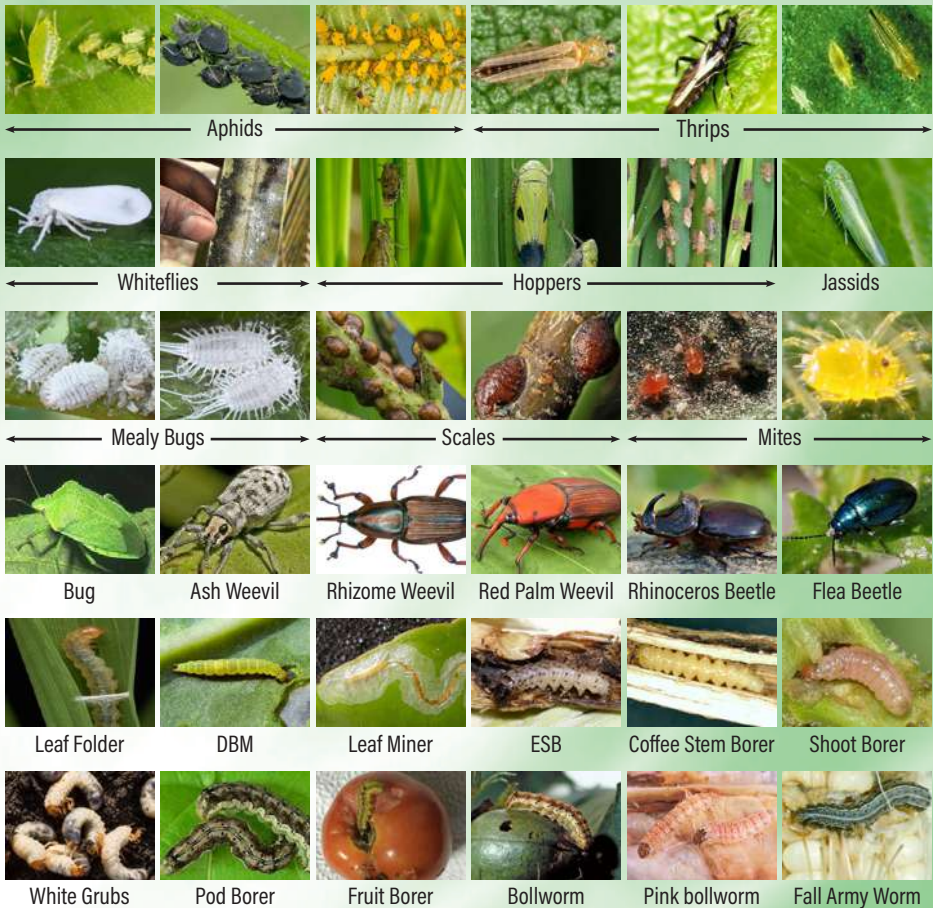 Aphids Thrips
Whiteflies Hoppers Jassids
Mealy Bugs Scales Mites
Bug Ash Weevil Rhizome Weevil Red Palm Weevil Rhinoceros Beetle Flea Beetle
Leaf Folder DBM Leaf Miner ESB Coffee Stem Borer Shoot Borer
White Grubs Pod Borer Fruit Borer Bollworm Pink bollworm Fall Army Worm